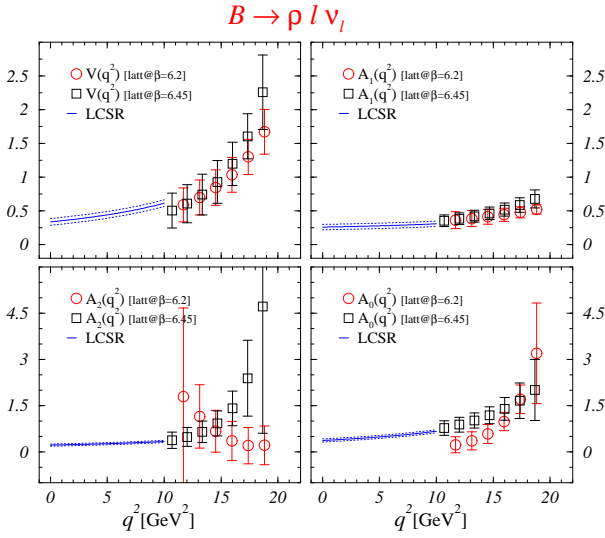 B → ρ l ν_l
2.5
2
1.5
1
0.5
0
V(q²) [latt@β=6.2]
V(q²) [latt@β=6.45]
LCSR
2.5
2
1.5
1
0.5
0
A₁(q²) [latt@β=6.2]
A₁(q²) [latt@β=6.45]
LCSR
4.5
3
1.5
0
A₂(q²) [latt@β=6.2]
A₂(q²) [latt@β=6.45]
LCSR
0 5 10 15 20
q²[GeV²]
4.5
3
1.5
0
A₀(q²) [latt@β=6.2]
A₀(q²) [latt@β=6.45]
LCSR
0 5 10 15 20
q²[GeV²]